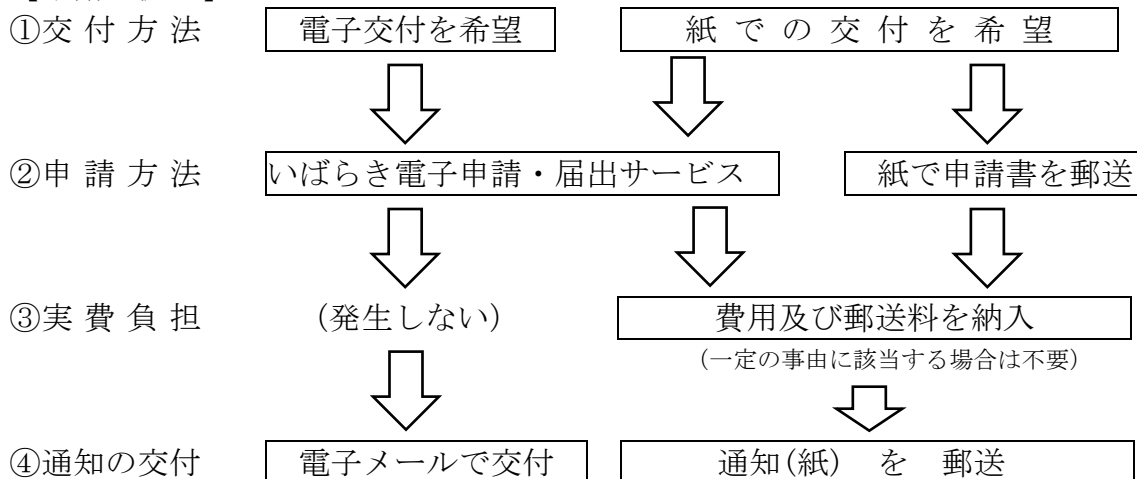 ①交 付 方 法 電子交付を希望 紙 で の 交 付 を 希 望
②申 請 方 法 いばらき電子申請・届出サービス 紙で申請書を郵送
③実 費 負 担 (発生しない) 費用及び郵送料を納入
(一定の事由に該当する場合は不要)
④通知の交付 電子メールで交付 通知(紙) を 郵送